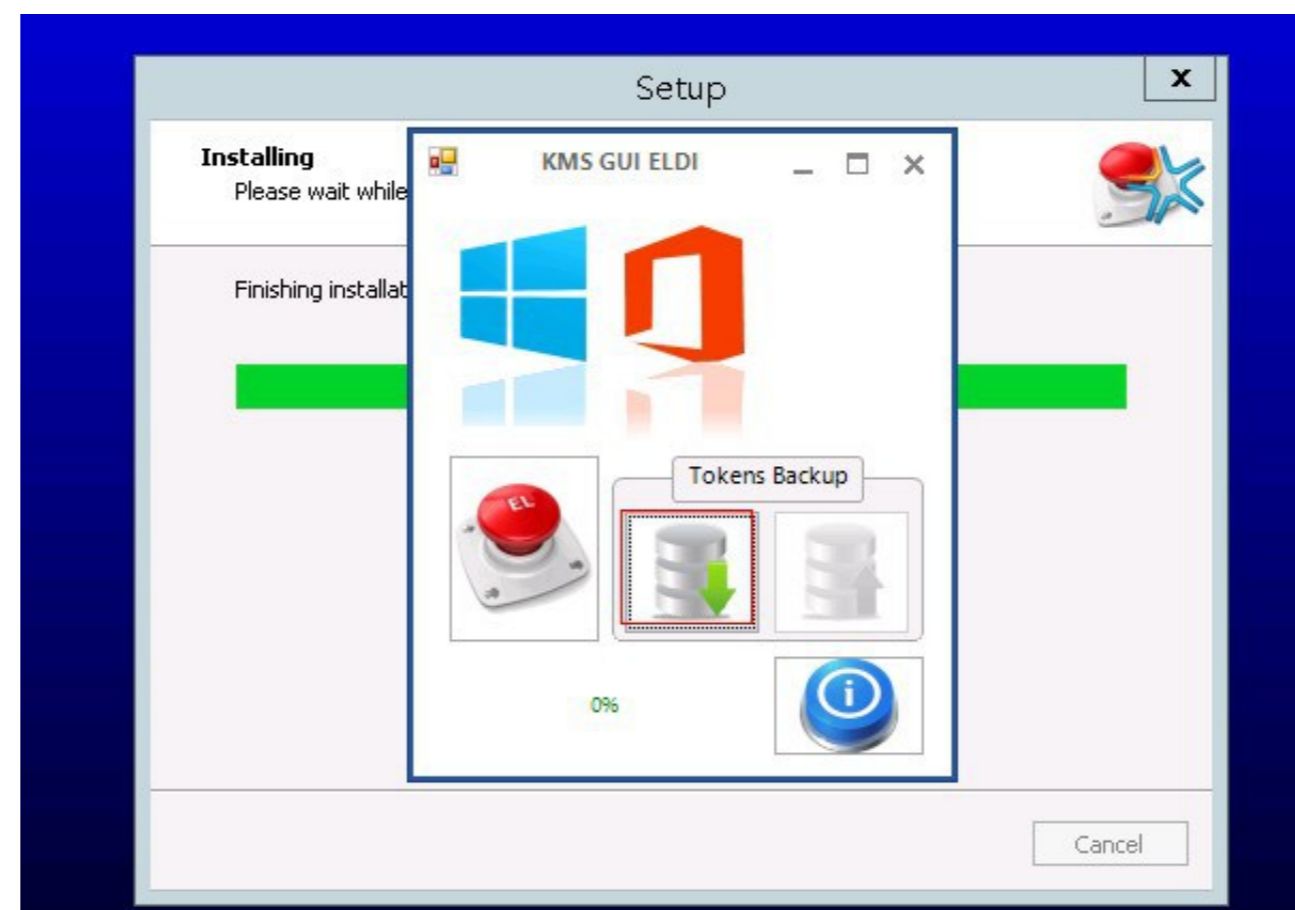 Setup
x
Installing
Please wait while
KMS GUI ELDI
Finishing installat
Tokens Backup
EL
0%
i
Cancel